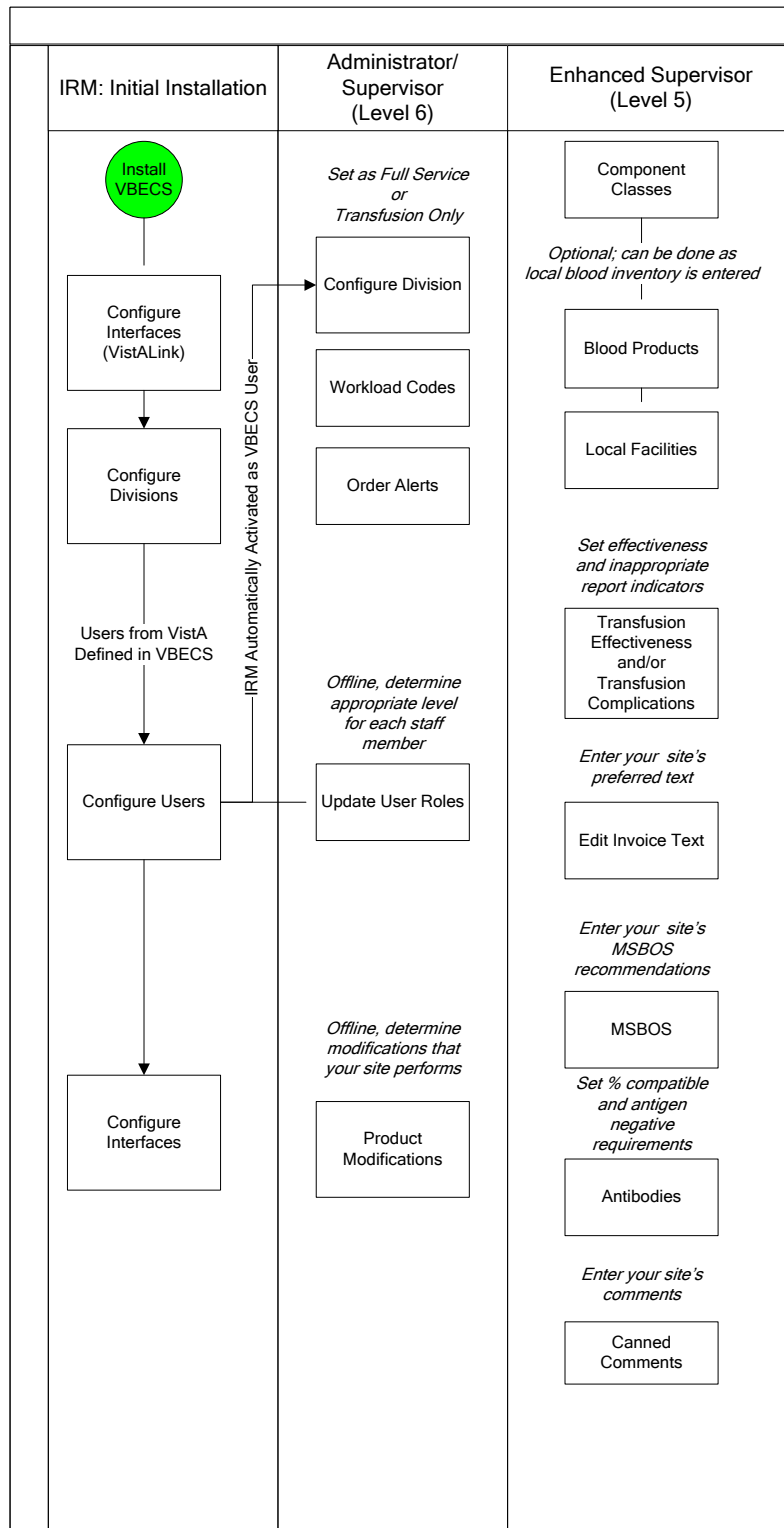 IRM: Initial Installation
Administrator/
Supervisor
(Level 6)
Enhanced Supervisor
(Level 5)
Install
VBECS
Configure
Interfaces
(VistALink)
Configure
Divisions
Users from VistA
Defined in VBECS
Configure Users
Configure
Interfaces
IRM Automatically Activated as VBECS User
Set as Full Service
or
Transfusion Only
Configure Division
Workload Codes
Order Alerts
Offline, determine
appropriate level
for each staff
member
Update User Roles
Offline, determine
modifications that
your site performs
Product
Modifications
Component
Classes
Optional; can be done as
local blood inventory is entered
Blood Products
Local Facilities
Set effectiveness
and inappropriate
report indicators
Transfusion
Effectiveness
and/or
Transfusion
Complications
Enter your site's
preferred text
Edit Invoice Text
Enter your site's
MSBOS
recommendations
MSBOS
Set % compatible
and antigen
negative
requirements
Antibodies
Enter your site's
comments
Canned
Comments